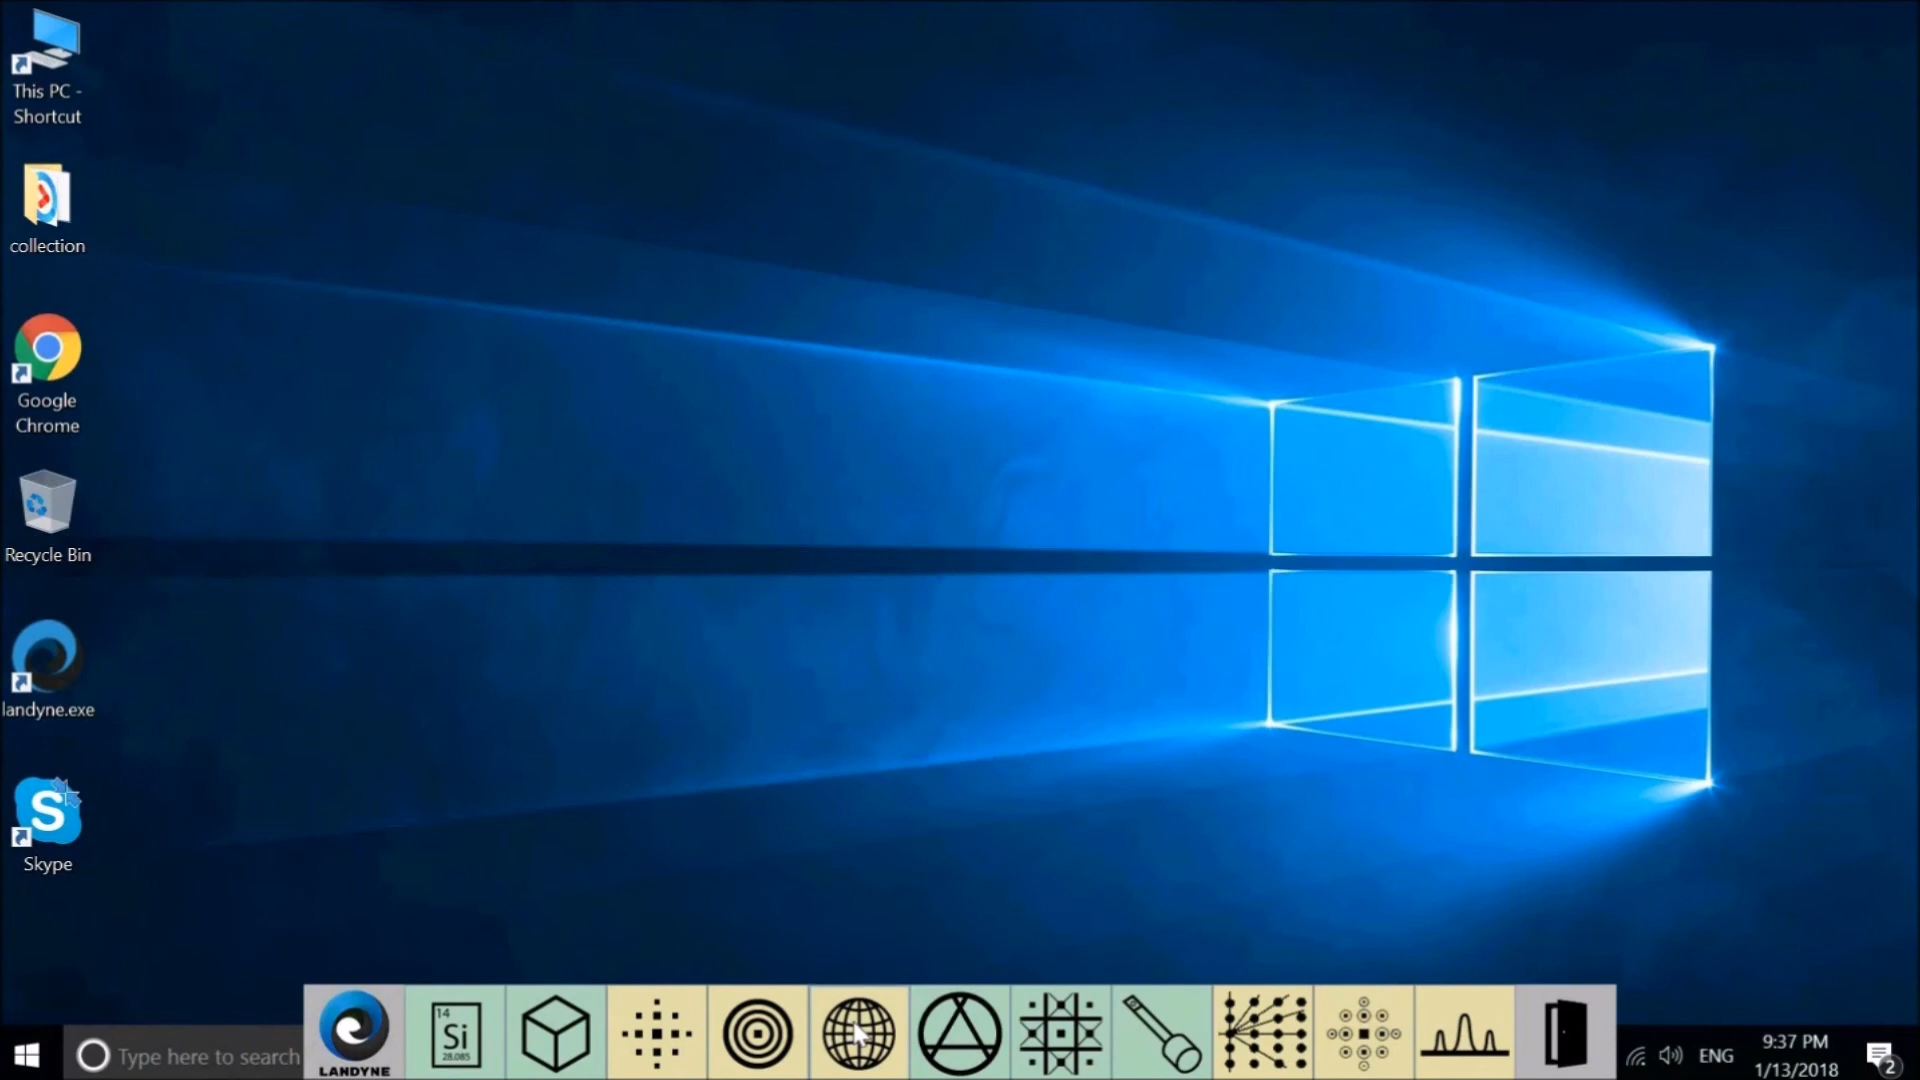 This PC -
Shortcut
collection
Google
Chrome
Recycle Bin
landyne.exe
S
Skype
Type here to search
LANDYNE
14
Si
28.085
ENG
9:37 PM
1/13/2018
2